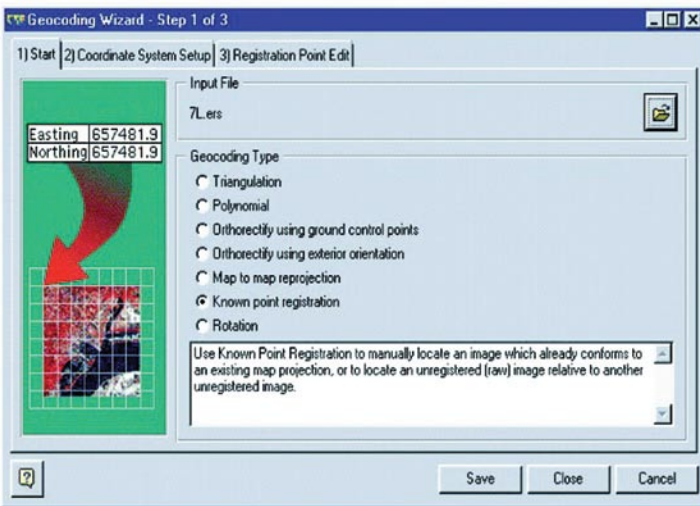 Geocoding Wizard - Step 1 of 3
1) Start 2) Coordinate System Setup 3) Registration Point Edit
Easting 657481.9
Northing 657481.9
Input File
7L.ers
Geocoding Type
Triangulation
Polynomial
Orthorectify using ground control points
Orthorectify using exterior orientation
Map to map reprojection
Known point registration
Rotation
Use Known Point Registration to manually locate an image which already conforms to
an existing map projection, or to locate an unregistered (raw) image relative to another
unregistered image.
Save Close Cancel